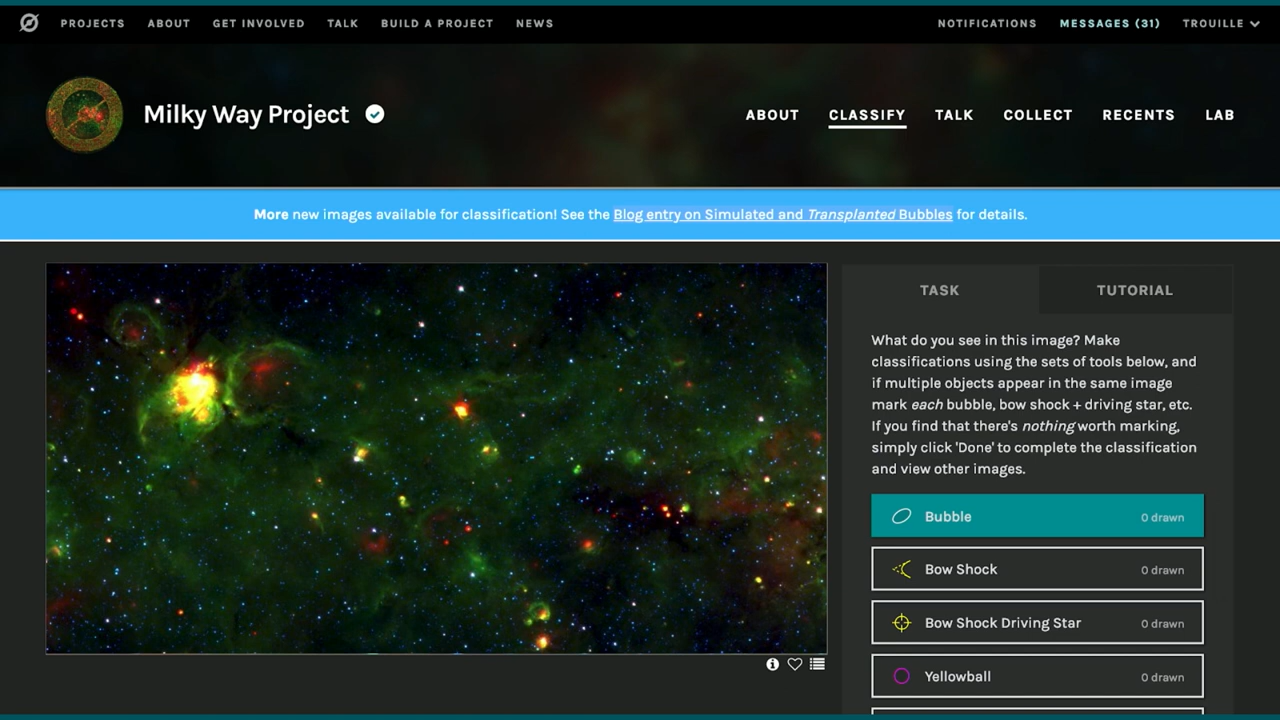 PROJECTS ABOUT GET INVOLVED TALK BUILD A PROJECT NEWS NOTIFICATIONS MESSAGES (31) TROUILLE
Milky Way Project ABOUT CLASSIFY TALK COLLECT RECENTS LAB
More new images available for classification! See the Blog entry on Simulated and Transplanted Bubbles for details.
TASK TUTORIAL
What do you see in this image? Make
classifications using the sets of tools below, and
if multiple objects appear in the same image
mark each bubble, bow shock + driving star, etc.
If you find that there's nothing worth marking,
simply click 'Done' to complete the classification
and view other images.
Bubble 0 drawn
Bow Shock 0 drawn
Bow Shock Driving Star 0 drawn
Yellowball 0 drawn